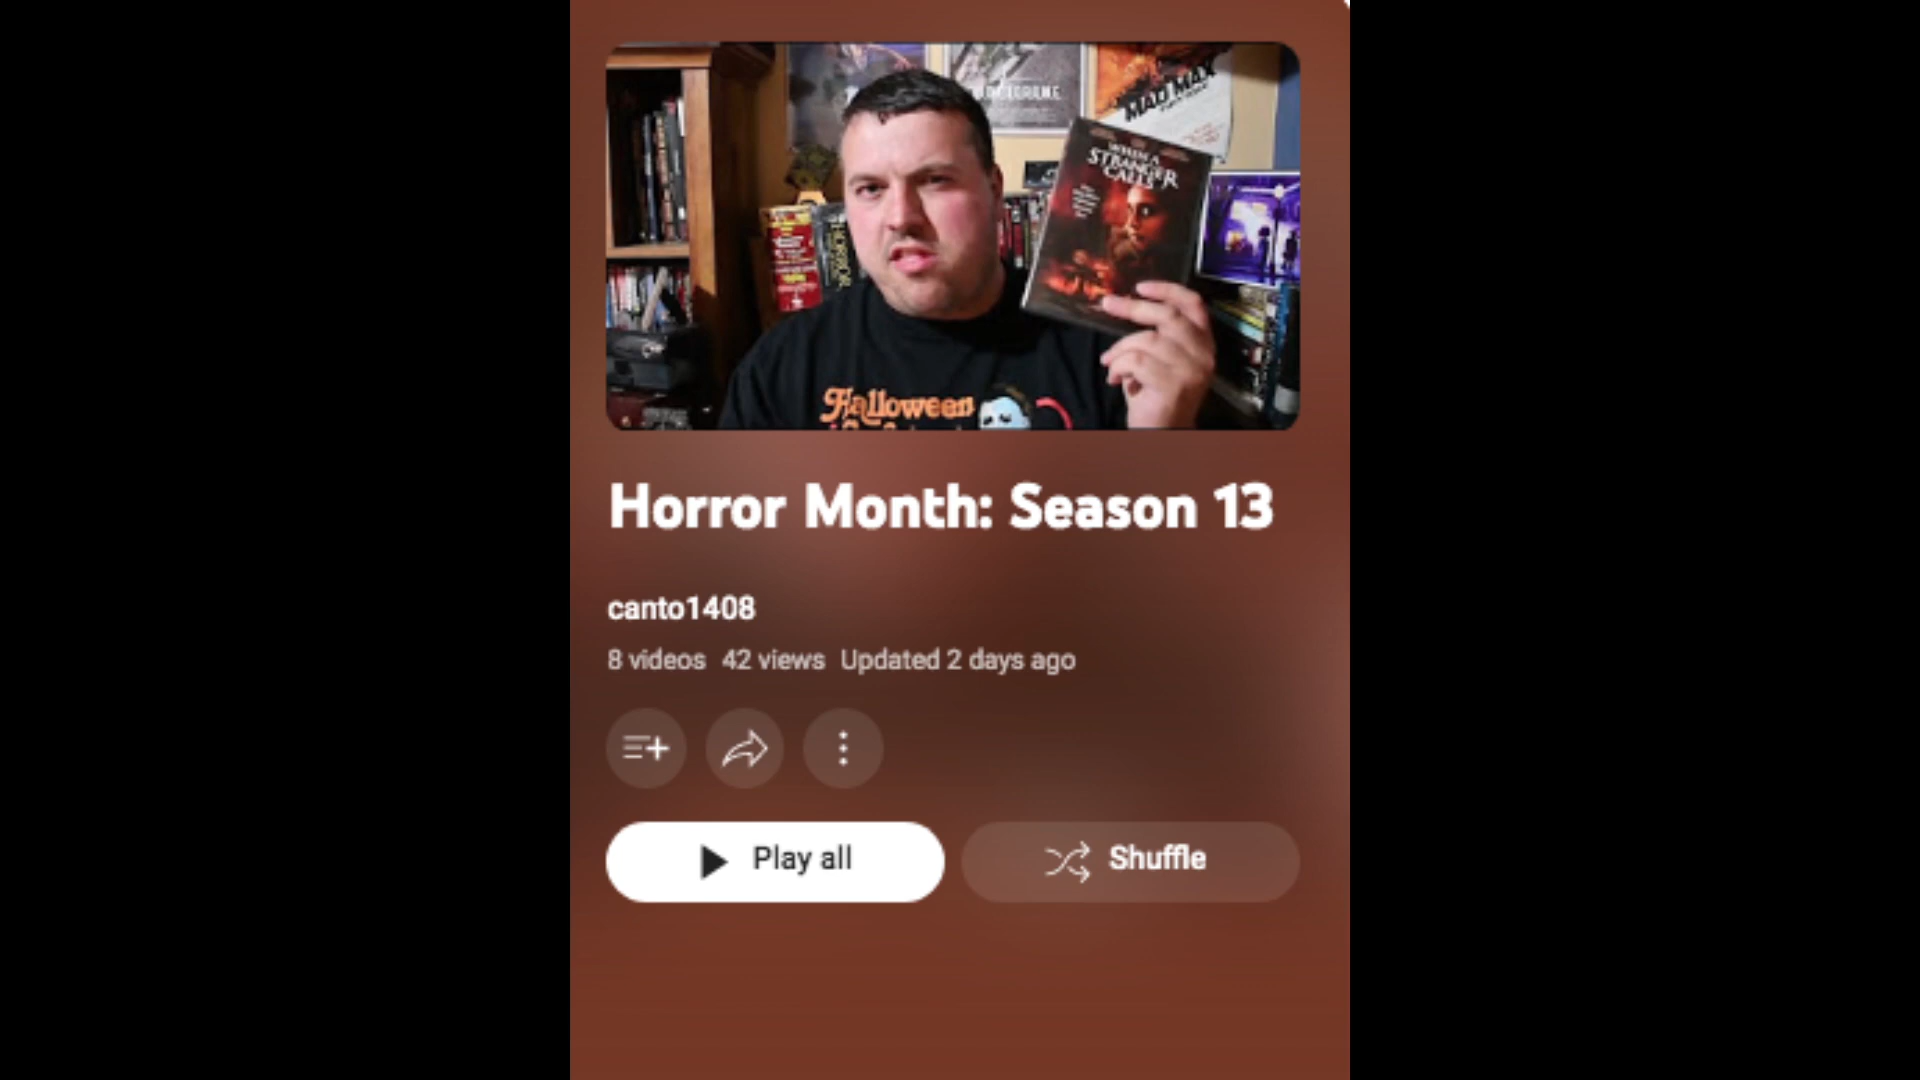 MAD MAX
WHEN A
STRANGER
CALLS
HORROR
Halloween
Horror Month: Season 13
canto1408
8 videos 42 views Updated 2 days ago
Play all
Shuffle